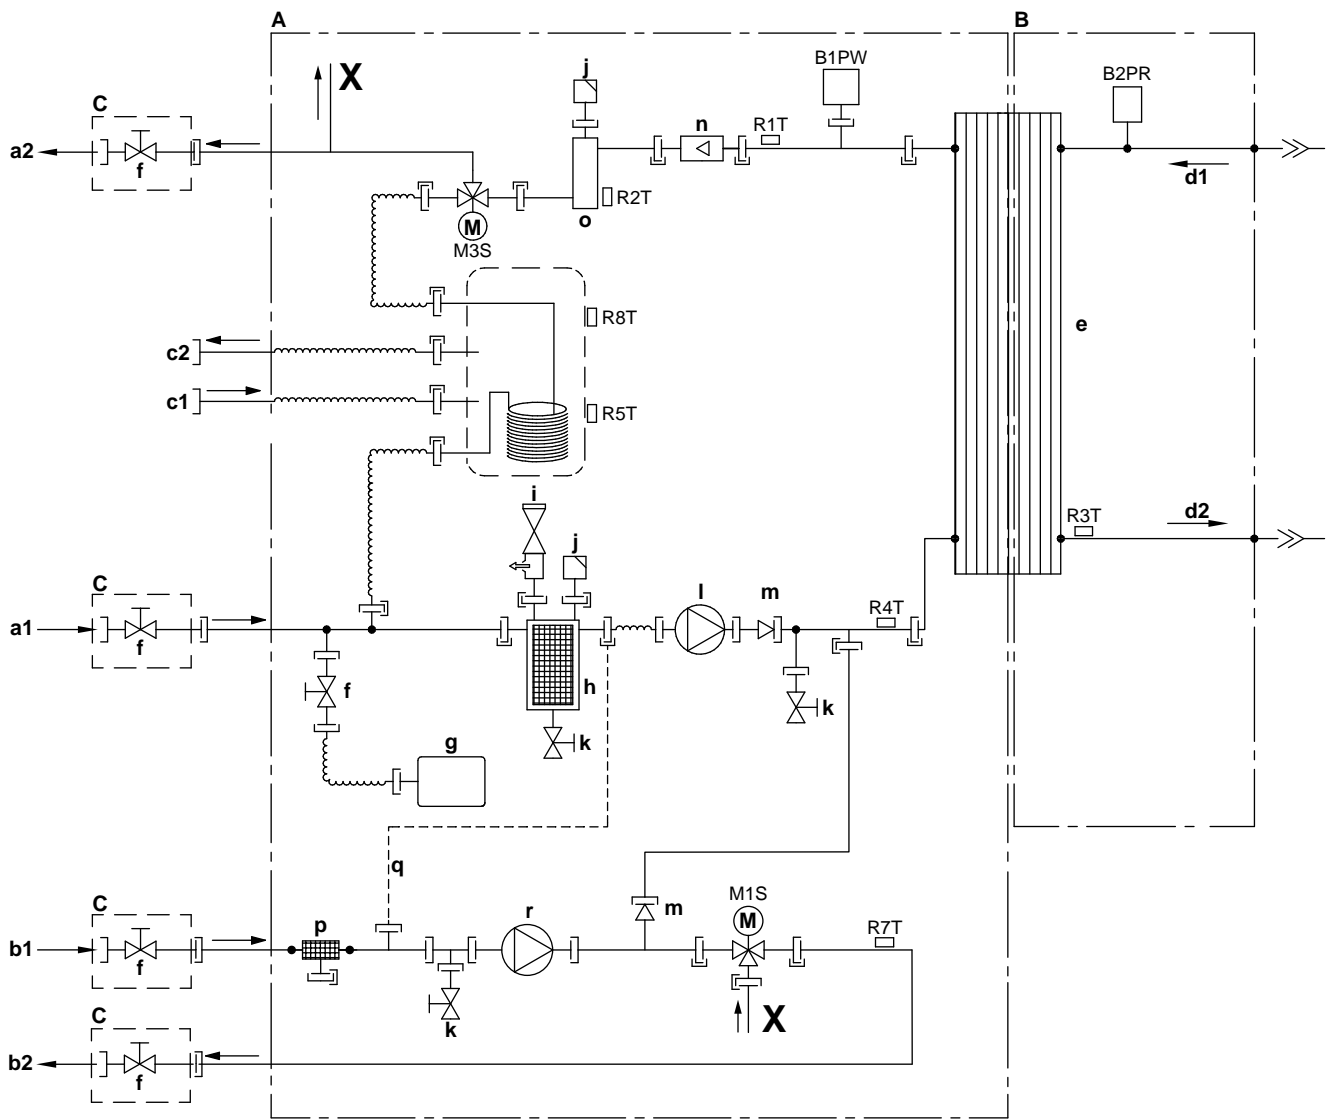 A
B
X
j
B1PW
B2PR
C
n
R1T
a2
f
d1
R2T
o
M
M3S
R8T
c2
e
c1
R5T
i
j
R3T
d2
C
l
m
R4T
a1
f
f
h
k
k
g
q
C
r
m
M1S
M
R7T
p
b1
f
k
X
C
b2
f